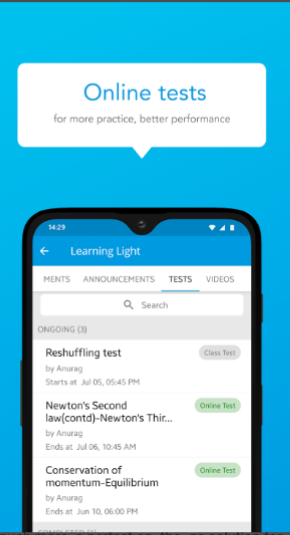 Online tests
for more practice, better performance
14:29
Learning Light
MENTS ANNOUNCEMENTS TESTS VIDEOS
Search
ONGOING (3)
Reshuffling test Class Test
by Anurag
Starts at Jul 05, 05:45 PM
Newton's Second Online Test
law(contd)-Newton's Thir...
by Anurag
Ends at Jul 06, 10:45 AM
Conservation of Online Test
momentum-Equilibrium
by Anurag
Ends at Jun 10, 06:00 PM